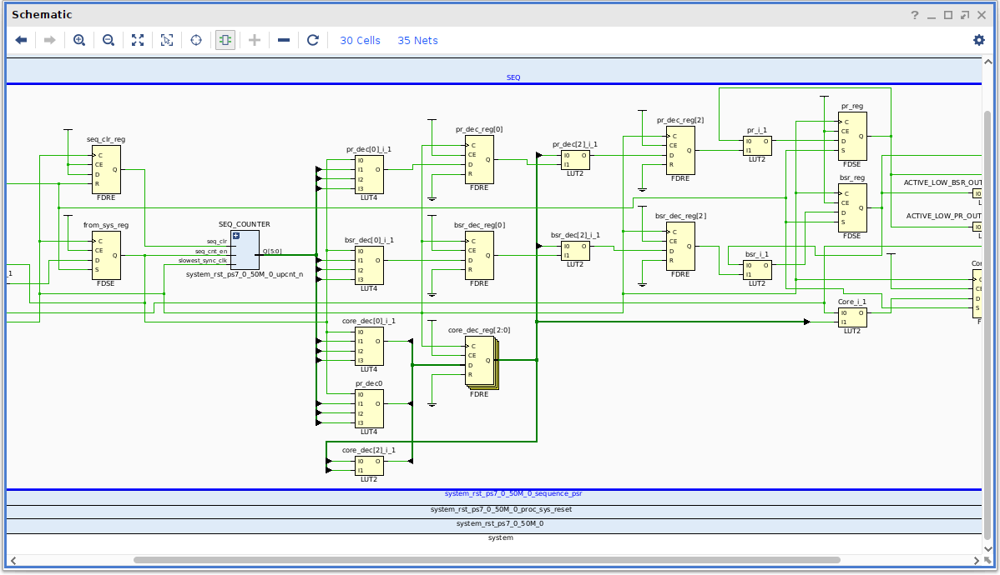 Schematic
?
30 Cells 35 Nets
SEQ
seq_clr_reg
C
CE
D
R
Q
FDRE
from_sys_reg
C
CE
D
S
Q
FDSE
_1
SEQ_COUNTER
seq_clr
seq_cnt_en
slowest_sync_clk
Q[5:0]
system_rst_ps7_0_50M_0_upcnt_n
pr_dec[0]_i_1
I0
I1
I2
I3
O
LUT4
bsr_dec[0]_i_1
I0
I1
I2
I3
O
LUT4
core_dec[0]_i_1
I0
I1
I2
I3
O
LUT4
pr_dec0
I0
I1
I2
I3
O
LUT4
core_dec[2]_i_1
I0
I1
O
LUT2
pr_dec_reg[0]
C
CE
D
R
Q
FDRE
bsr_dec_reg[0]
C
CE
D
R
Q
FDRE
core_dec_reg[2:0]
C
CE
D
R
Q
FDRE
pr_dec[2]_i_1
I0
I1
O
LUT2
bsr_dec[2]_i_1
I0
I1
O
LUT2
pr_dec_reg[2]
C
CE
D
R
Q
FDRE
bsr_dec_reg[2]
C
CE
D
R
Q
FDRE
pr_i_1
I0
I1
O
LUT2
bsr_i_1
I0
I1
O
LUT2
pr_reg
C
CE
D
S
Q
FDSE
bsr_reg
C
CE
D
S
Q
FDSE
Core_i_1
I0
I1
O
LUT2
ACTIVE_LOW_BSR_OUT
I0
L
ACTIVE_LOW_PR_OUT
I0
L
Cor
C
CE
D
S
F
system_rst_ps7_0_50M_0_sequence_psr
system_rst_ps7_0_50M_0_proc_sys_reset
system_rst_ps7_0_50M_0
system